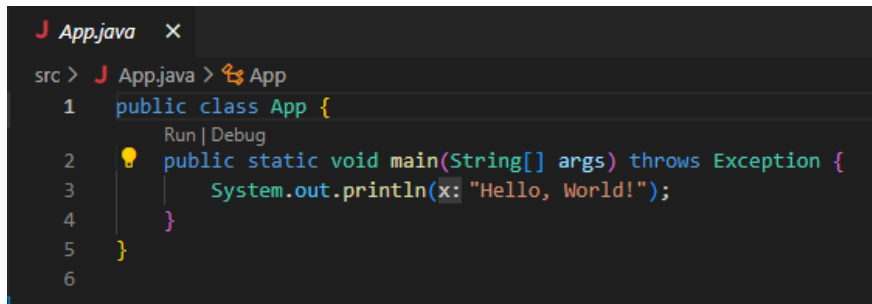 J App.java ×
src > J App.java > App
1 public class App {
Run | Debug
2 public static void main(String[] args) throws Exception {
3 System.out.println(x: "Hello, World!");
4 }
5 }
6